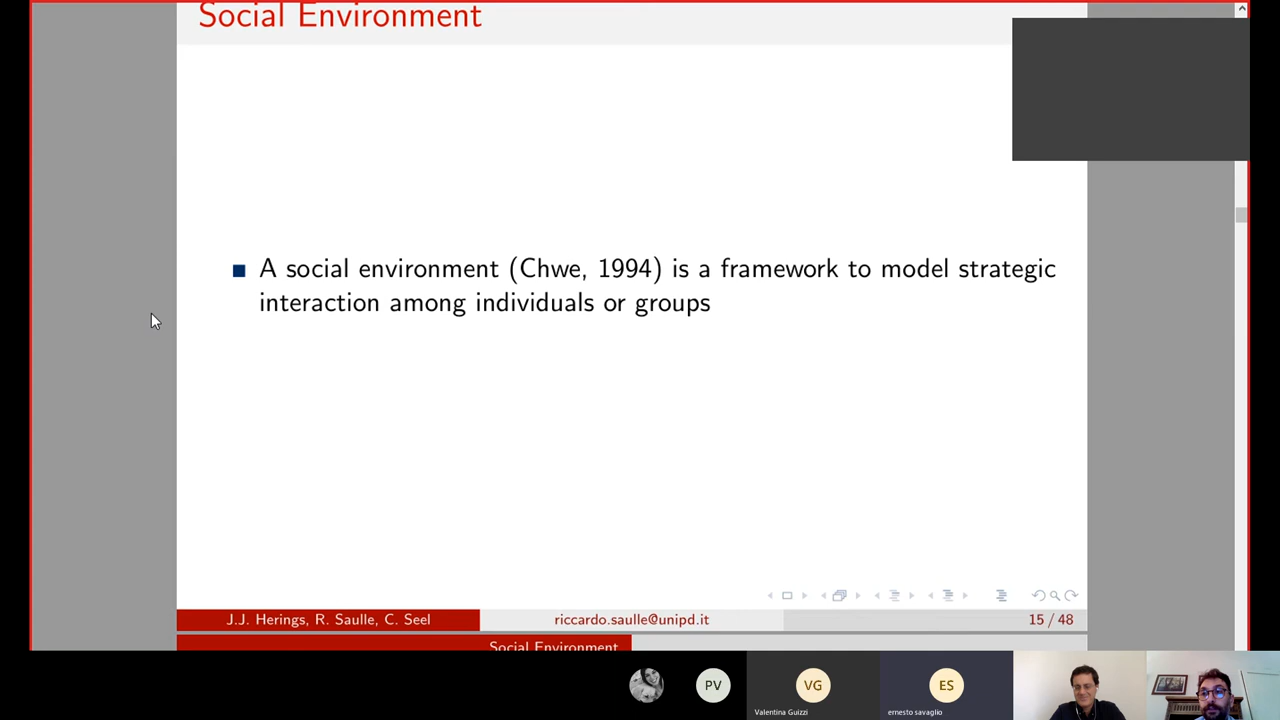 Social Environment
A social environment (Chwe, 1994) is a framework to model strategic
interaction among individuals or groups
J.J. Herings, R. Saulle, C. Seel
riccardo.saulle@unipd.it
15 / 48
Social Environment
PV
VG
ES
Valentina Guizzi
ernesto savaglio